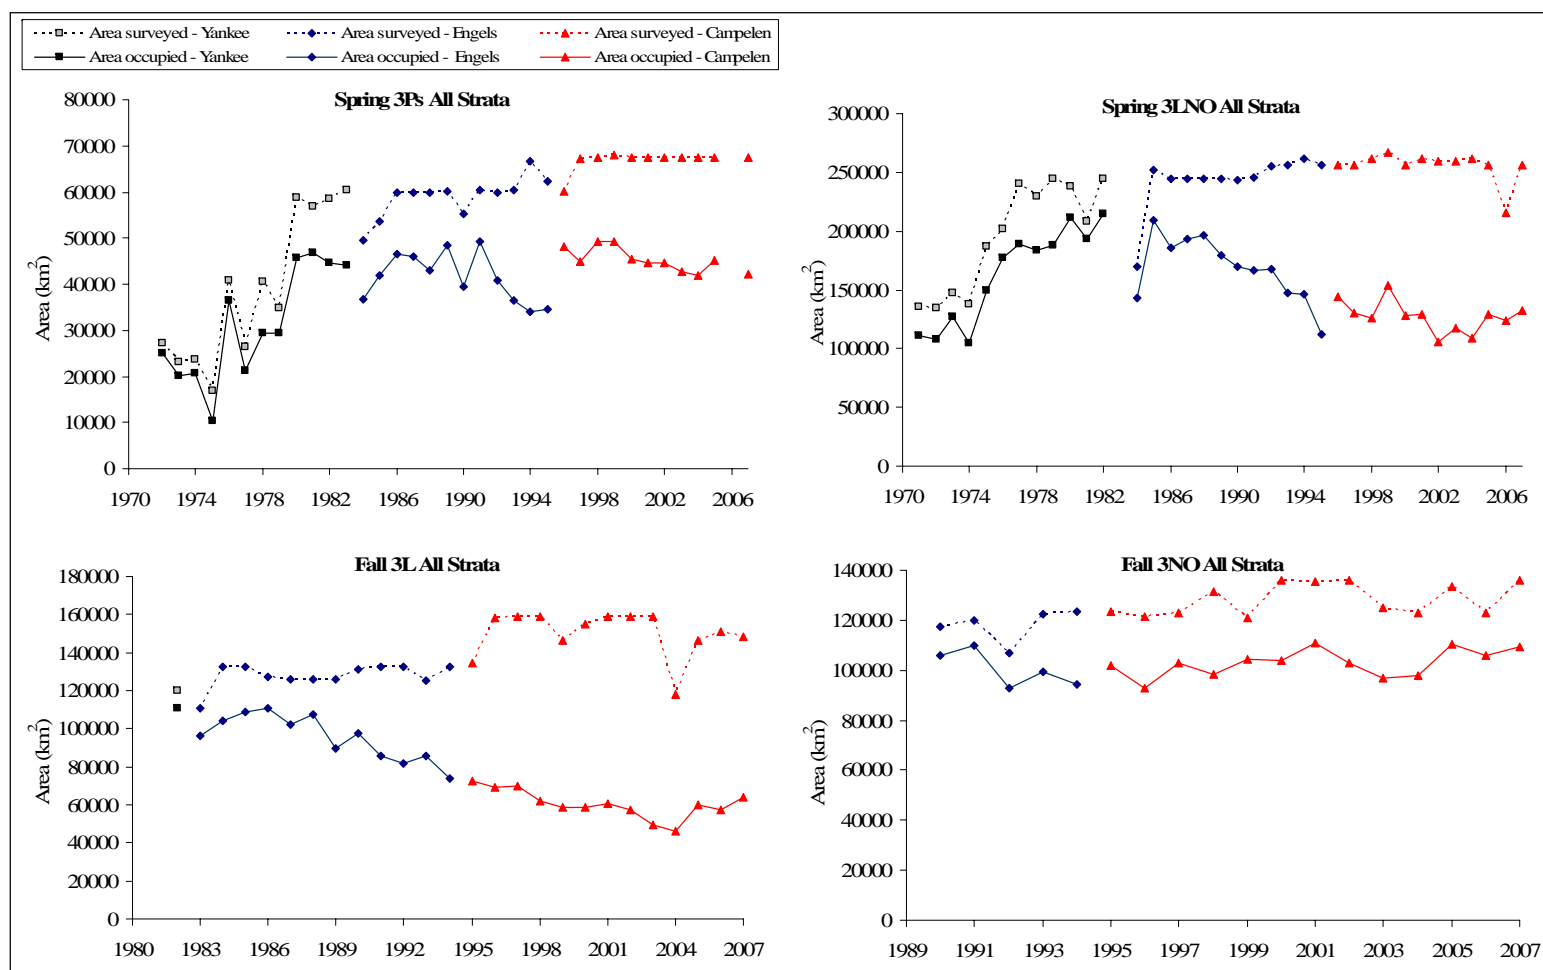 Area surveyed - Yankee Area surveyed - Engels Area surveyed - Campelen
Area occupied - Yankee Area occupied - Engels Area occupied - Campelen
Spring 3Ps All Strata
Area (km²)
80000
70000
60000
50000
40000
30000
20000
10000
0
1970 1974 1978 1982 1986 1990 1994 1998 2002 2006
Spring 3LNO All Strata
Area (km²)
300000
250000
200000
150000
100000
50000
0
1970 1974 1978 1982 1986 1990 1994 1998 2002 2006
Fall 3L All Strata
Area (km²)
180000
160000
140000
120000
100000
80000
60000
40000
20000
0
1980 1983 1986 1989 1992 1995 1998 2001 2004 2007
Fall 3NO All Strata
Area (km²)
140000
120000
100000
80000
60000
40000
20000
0
1989 1991 1993 1995 1997 1999 2001 2003 2005 2007